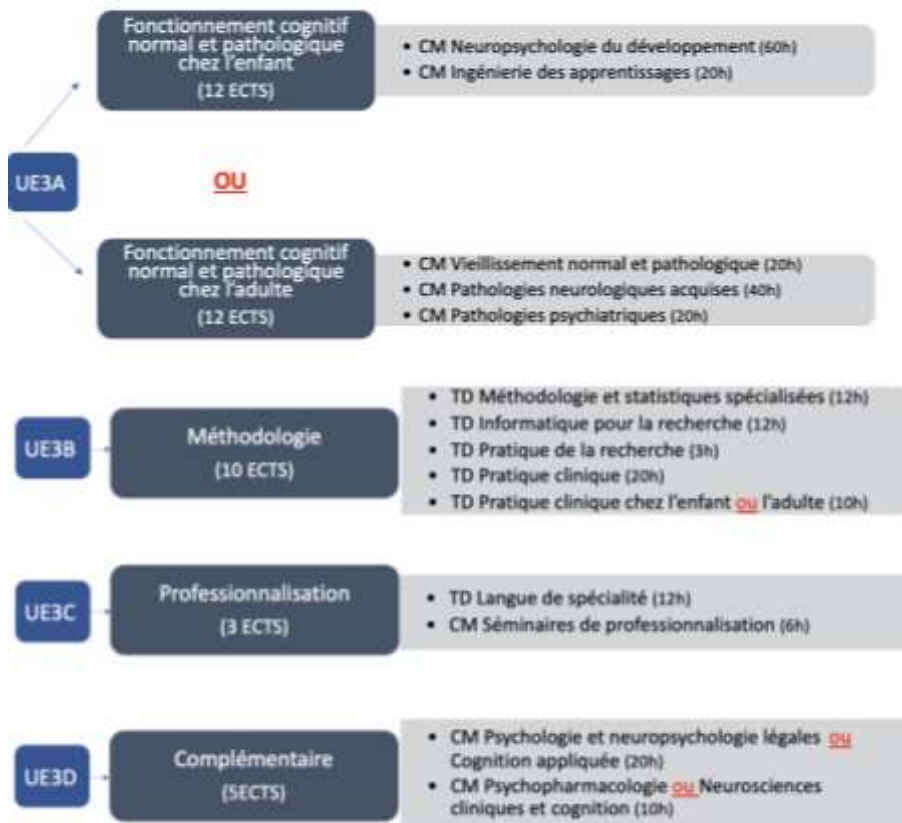 Fonctionnement cognitif
normal et pathologique
chez l'enfant
(12 ECTS)
• CM Neuropsychologie du développement (60h)
• CM Ingénierie des apprentissages (20h)
UE3A
OU
Fonctionnement cognitif
normal et pathologique
chez l'adulte
(12 ECTS)
• CM Vieillissement normal et pathologique (20h)
• CM Pathologies neurologiques acquises (40h)
• CM Pathologies psychiatriques (20h)
UE3B
Méthodologie
(10 ECTS)
• TD Méthodologie et statistiques spécialisées (12h)
• TD Informatique pour la recherche (12h)
• TD Pratique de la recherche (3h)
• TD Pratique clinique (20h)
• TD Pratique clinique chez l'enfant ou l'adulte (10h)
UE3C
Professionnalisation
(3 ECTS)
• TD Langue de spécialité (12h)
• CM Séminaires de professionnalisation (6h)
UE3D
Complémentaire
(5ECTS)
• CM Psychologie et neuropsychologie légales ou
Cognition appliquée (20h)
• CM Psychopharmacologie ou Neurosciences
cliniques et cognition (10h)